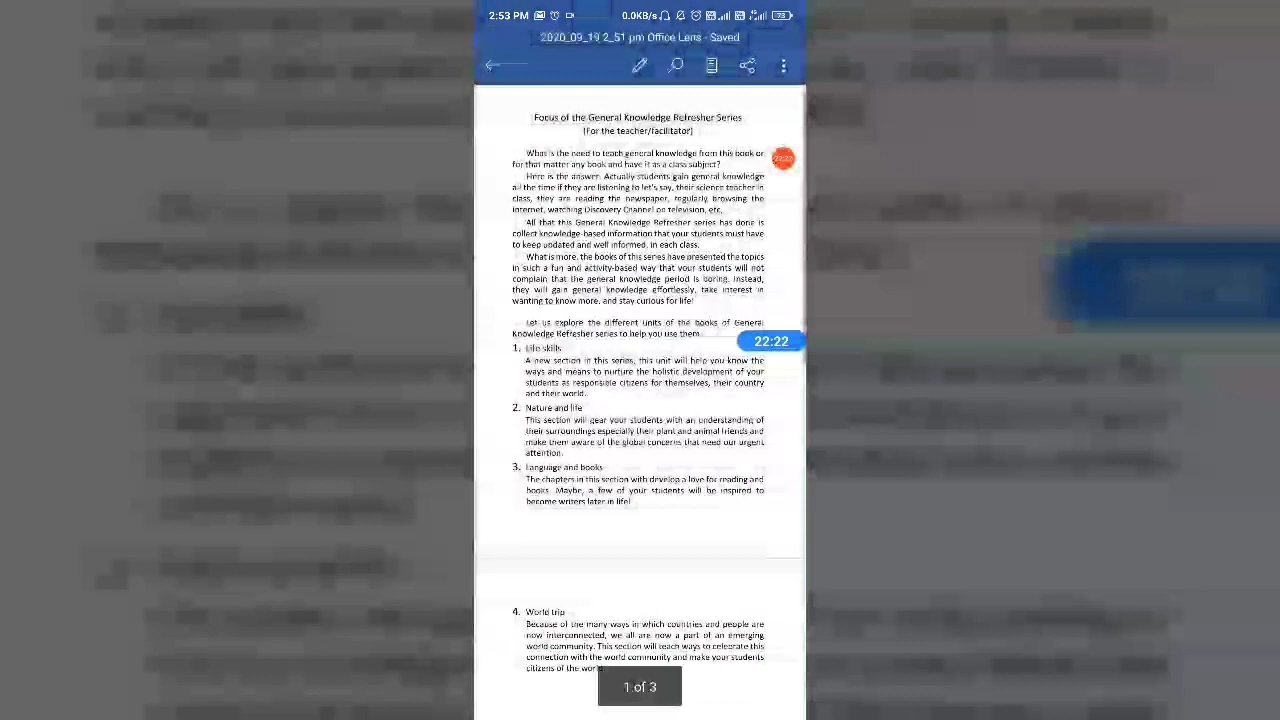 2:53 PM 0.0KB/s 73
2020_09_19 2_51 pm Office Lens - Saved
Focus of the General Knowledge Refresher Series
(For the teacher/facilitator)
What is the need to teach general knowledge from this book or
for that matter any book and have it as a class subject?
Here is the answer. Actually students gain general knowledge
all the time if they are listening to let's say, their science teacher in
class, they are reading the newspaper, regularly browsing the
internet, watching Discovery Channel on television, etc.
All that this General Knowledge Refresher series has done is
collect knowledge-based information that your students must have
to keep updated and well informed, in each class.
What is more, the books of this series have presented the topics
in such a fun and activity-based way that your students will not
complain that the general knowledge period is boring. Instead,
they will gain general knowledge effortlessly, take interest in
wanting to know more, and stay curious for life!
Let us explore the different units of the books of General
Knowledge Refresher series to help you use them.
1. Life skills
A new section in this series, this unit will help you know the
ways and means to nurture the holistic development of your
students as responsible citizens for themselves, their country
and their world.
2. Nature and life
This section will gear your students with an understanding of
their surroundings especially their plant and animal friends and
make them aware of the global concerns that need our urgent
attention.
3. Language and books
The chapters in this section with develop a love for reading and
books. Maybe, a few of your students will be inspired to
become writers later in life!
4. World trip
Because of the many ways in which countries and people are
now interconnected, we all are now a part of an emerging
world community. This section will teach ways to celebrate this
connection with the world community and make your students
citizens of the world.
22:22
22:22
1 of 3